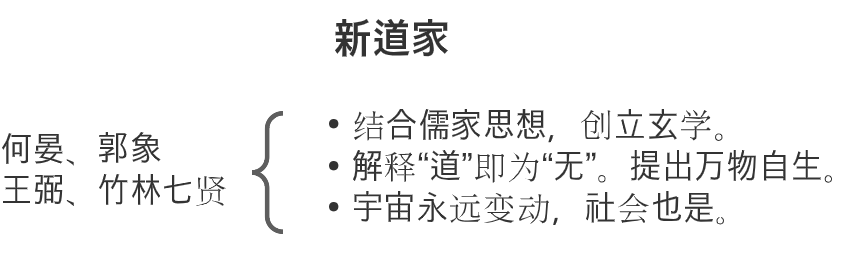 新道家
何晏、郭象
王弼、竹林七贤
• 结合儒家思想，创立玄学。
• 解释“道”即为“无”。提出万物自生。
• 宇宙永远变动，社会也是。